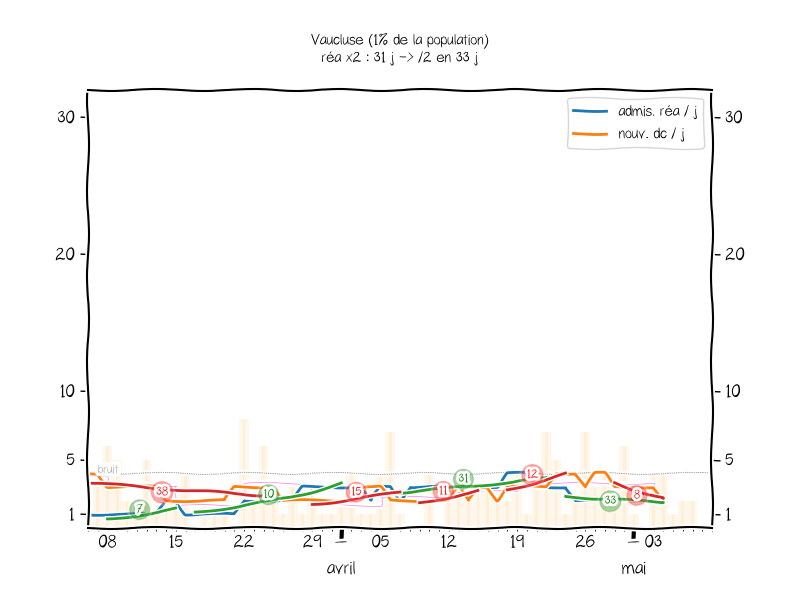 Vaucluse (1% de la population)
réa x2 : 31 j -> /2 en 33 j
admis. réa / j
nouv. dc / j
30
30
20
20
10
10
5
5
1
1
bruit
38
7
10
15
11
31
12
33
8
08 15 22 29 05 12 19 26 03
avril mai